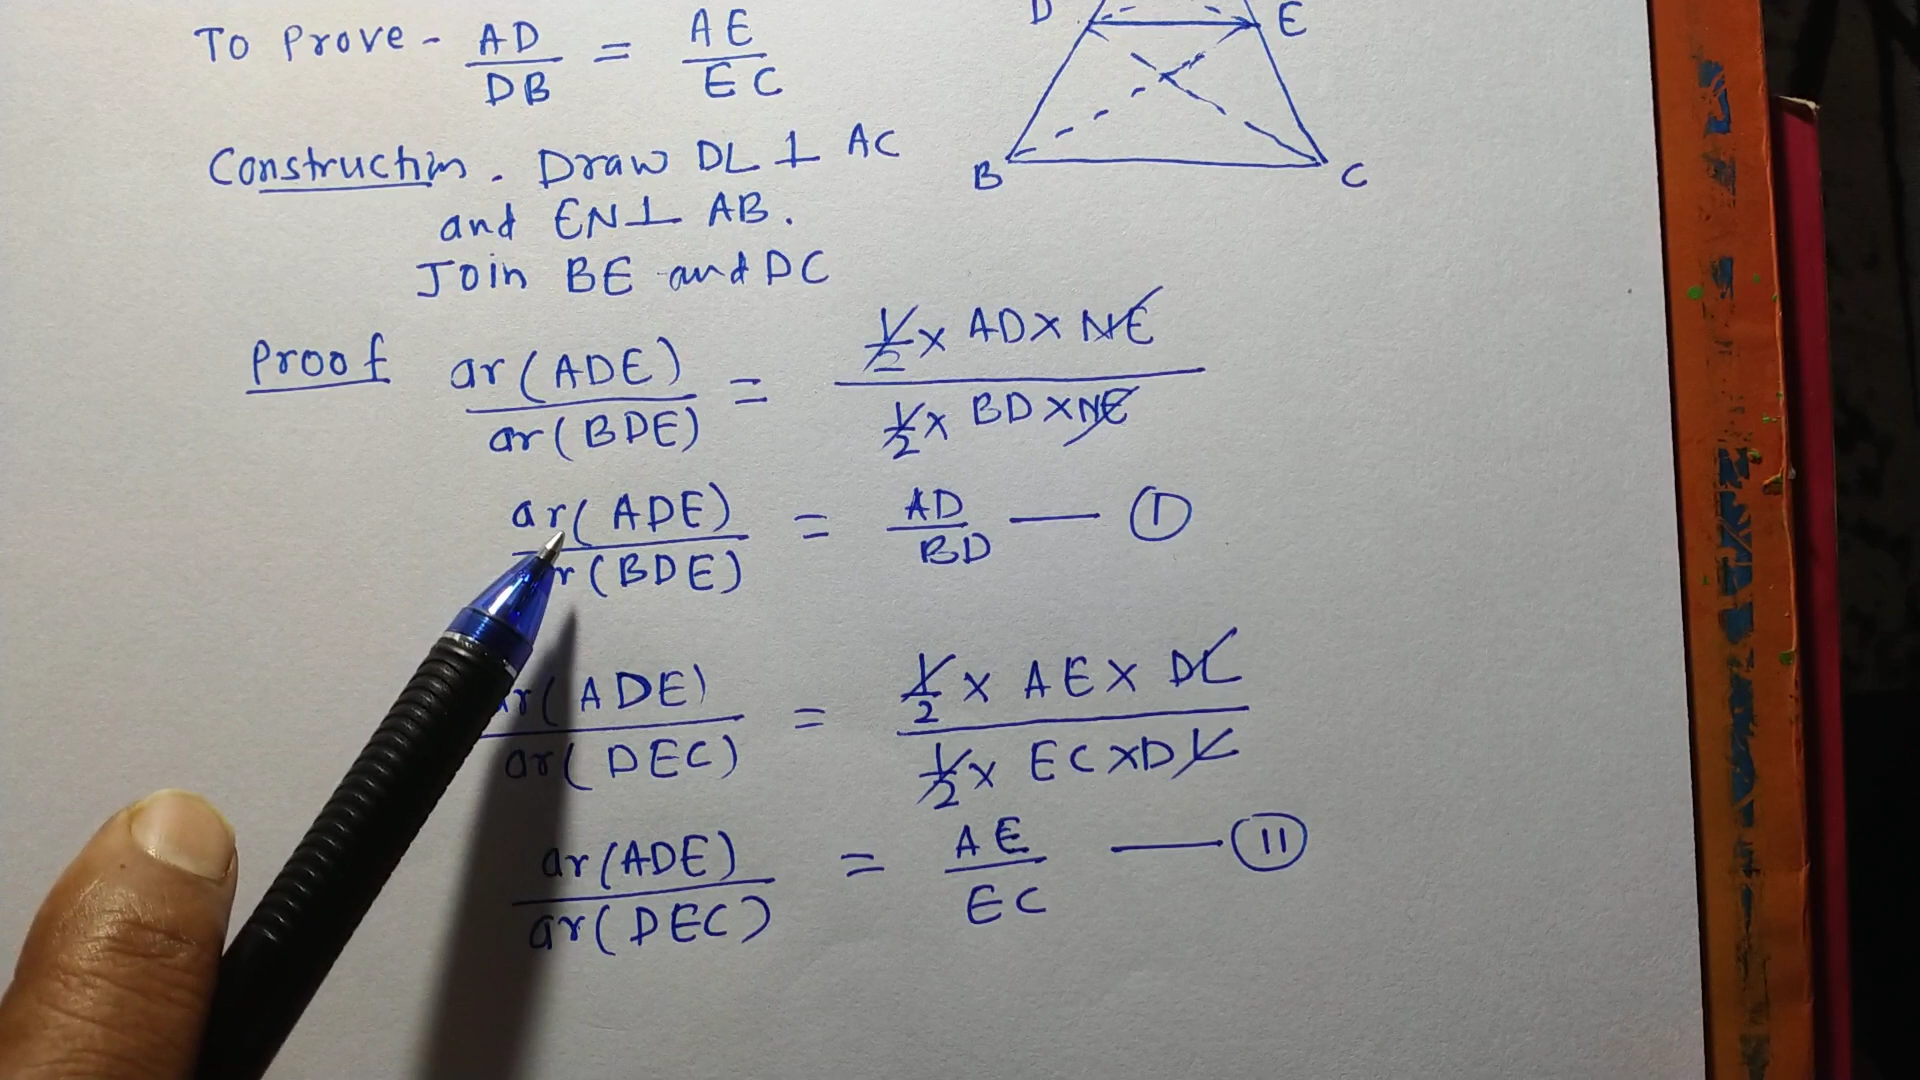 D E
To Prove - AD/DB = AE/EC
B C
Construction. Draw DL ⊥ AC
and EN ⊥ AB.
Join BE and DC
Proof ar(ADE)/ar(BDE) = 1/2 × AD × NE / 1/2 × BD × NE
ar(ADE)/r(BDE) = AD/BD — I
ar(ADE)/ar(DEC) = 1/2 × AE × DL / 1/2 × EC × DL
ar(ADE)/ar(DEC) = AE/EC — II